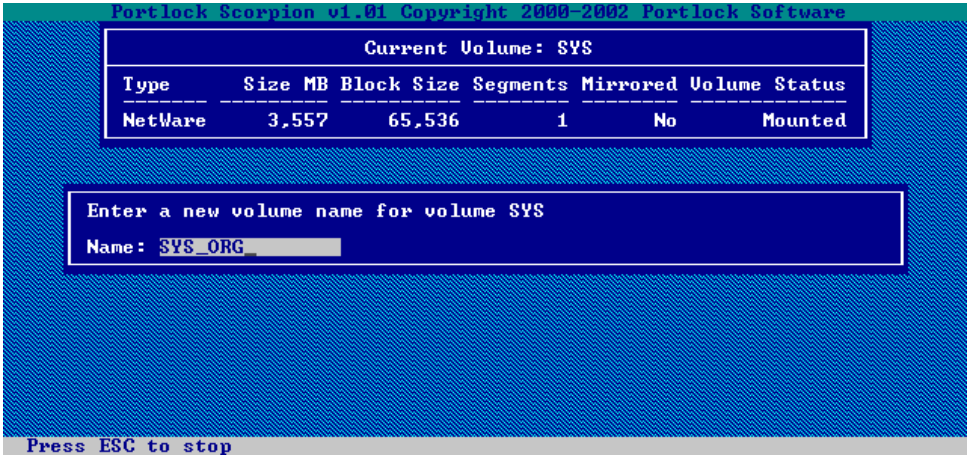 Portlock Scorpion v1.01 Copyright 2000-2002 Portlock Software
Current Volume: SYS
Type Size MB Block Size Segments Mirrored Volume Status
NetWare 3,557 65,536 1 No Mounted
Enter a new volume name for volume SYS
Name: SYS_ORG_
Press ESC to stop